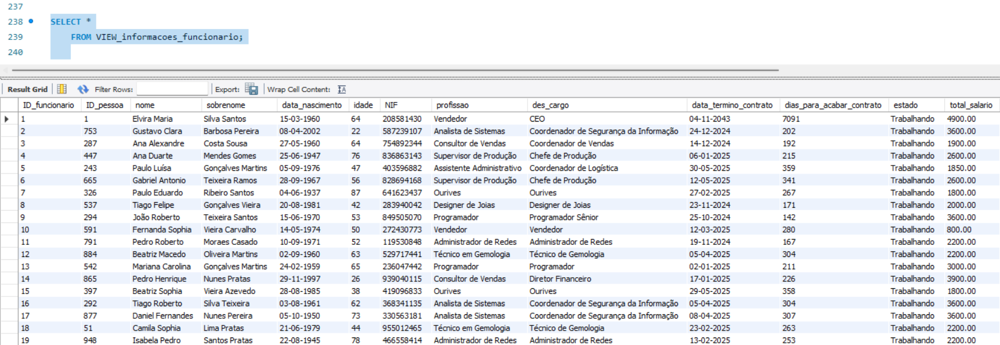 237
238 SELECT *
239 FROM VIEW_informacoes_funcionario;
240
Result Grid Filter Rows: Export: Wrap Cell Content:
ID_funcionario ID_pessoa nome sobrenome data_nascimento idade NIF profissao des_cargo data_termino_contrato dias_para_acabar_contrato estado total_salario
1 1 Elvira Maria Silva Santos 15-03-1960 64 208581430 Vendedor CEO 04-11-2043 7091 Trabalhando 4900.00
2 753 Gustavo Clara Barbosa Pereira 08-04-2002 22 587239107 Analista de Sistemas Coordenador de Segurança da Informação 24-12-2024 202 Trabalhando 3600.00
3 287 Ana Alexandre Costa Sousa 27-05-1960 64 754892344 Consultor de Vendas Coordenador de Vendas 14-12-2024 192 Trabalhando 1900.00
4 447 Ana Duarte Mendes Gomes 25-06-1947 76 836863143 Supervisor de Produção Chefe de Produção 06-01-2025 215 Trabalhando 2600.00
5 243 Paulo Luísa Gonçalves Martins 05-09-1976 47 403596882 Assistente Administrativo Coordenador de Logística 30-05-2025 359 Trabalhando 1850.00
6 665 Gabriel Antonio Teixeira Ramos 28-09-1967 56 828694168 Supervisor de Produção Chefe de Produção 12-05-2025 341 Trabalhando 2600.00
7 326 Paulo Eduardo Ribeiro Santos 04-06-1937 87 641623437 Ourives Ourives 27-02-2025 267 Trabalhando 1800.00
8 537 Tiago Felipe Gonçalves Vieira 20-08-1981 42 283940042 Designer de Joias Designer de Joias 23-11-2024 171 Trabalhando 2000.00
9 294 João Roberto Teixeira Santos 15-06-1970 53 849505070 Programador Programador Sênior 25-10-2024 142 Trabalhando 3600.00
10 591 Fernanda Sophia Vieira Carvalho 14-05-1974 50 272430773 Vendedor Vendedor 12-03-2025 280 Trabalhando 800.00
11 791 Pedro Roberto Moraes Casado 10-09-1971 52 119530848 Administrador de Redes Administrador de Redes 19-11-2024 167 Trabalhando 2200.00
12 884 Beatriz Macedo Oliveira Martins 02-09-1960 63 529717441 Técnico em Gemologia Técnico de Gemologia 05-04-2025 304 Trabalhando 2200.00
13 542 Mariana Carolina Gonçalves Martins 24-02-1959 65 236047442 Programador Programador 02-01-2025 211 Trabalhando 3000.00
14 865 Pedro Henrique Nunes Pratas 29-11-1997 26 939040115 Consultor de Vendas Diretor Financeiro 17-01-2025 226 Trabalhando 3900.00
15 397 Beatriz Sophia Vieira Azevedo 28-08-1985 38 419096833 Ourives Ourives 29-05-2025 358 Trabalhando 1800.00
16 292 Tiago Roberto Silva Teixeira 03-08-1961 62 368341135 Analista de Sistemas Coordenador de Segurança da Informação 05-04-2025 304 Trabalhando 3600.00
17 877 Daniel Fernandes Nunes Pereira 05-10-1950 73 330563181 Analista de Sistemas Coordenador de Segurança da Informação 08-04-2025 307 Trabalhando 3600.00
18 51 Camila Sophia Lima Pratas 21-06-1979 44 955012465 Técnico em Gemologia Técnico de Gemologia 23-02-2025 263 Trabalhando 2200.00
19 948 Isabela Pedro Santos Pratas 22-08-1945 78 466558414 Administrador de Redes Administrador de Redes 13-02-2025 253 Trabalhando 2200.00